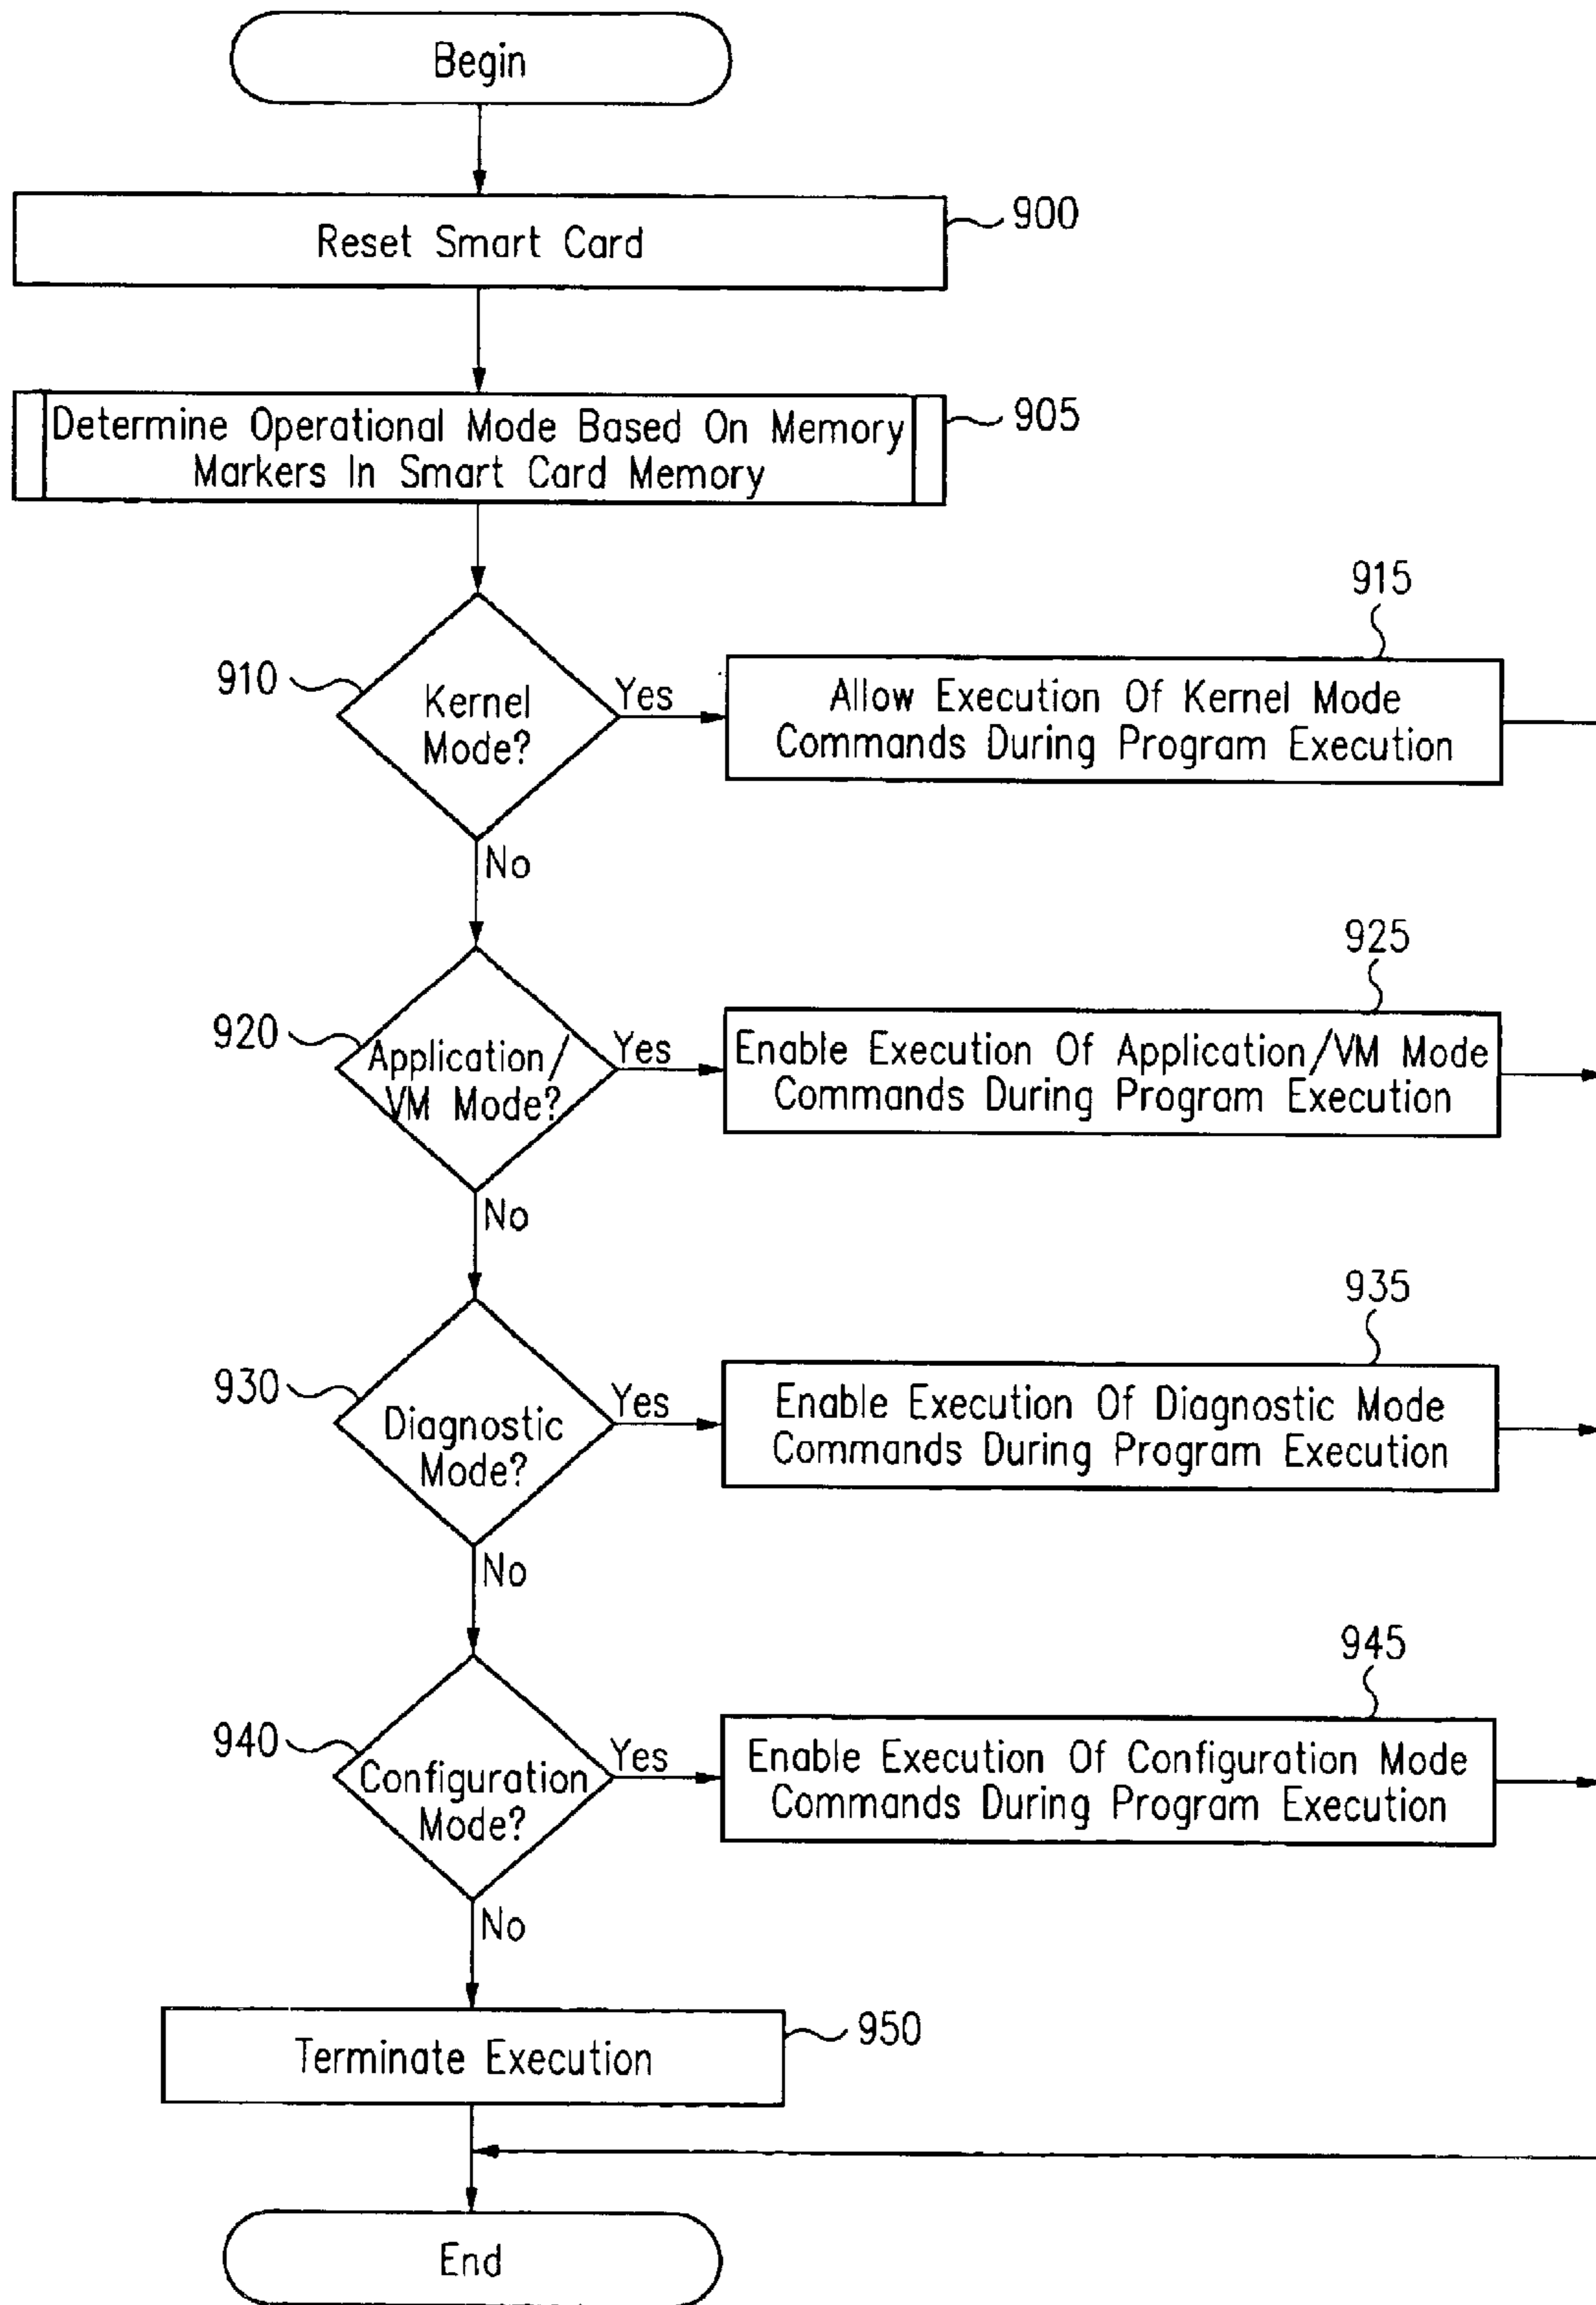 Begin
Reset Smart Card
900
Determine Operational Mode Based On Memory
Markers In Smart Card Memory
905
910
Kernel
Mode?
Yes
915
Allow Execution Of Kernel Mode
Commands During Program Execution
No
920
Application/
VM Mode?
Yes
925
Enable Execution Of Application/VM Mode
Commands During Program Execution
No
930
Diagnostic
Mode?
Yes
935
Enable Execution Of Diagnostic Mode
Commands During Program Execution
No
940
Configuration
Mode?
Yes
945
Enable Execution Of Configuration Mode
Commands During Program Execution
No
Terminate Execution
950
End